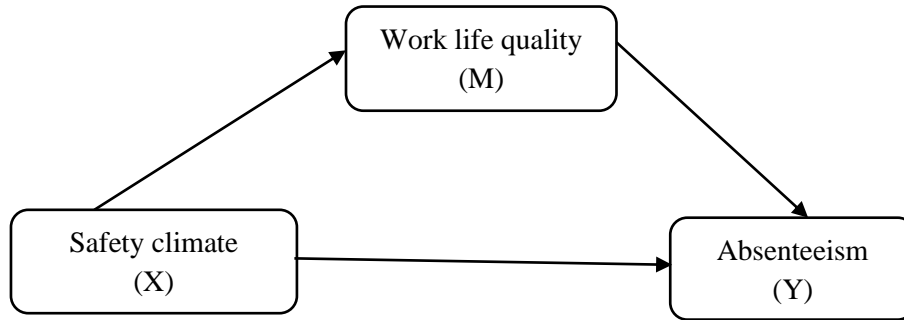 Work life quality
(M)
Safety climate
(X)
Absenteeism
(Y)